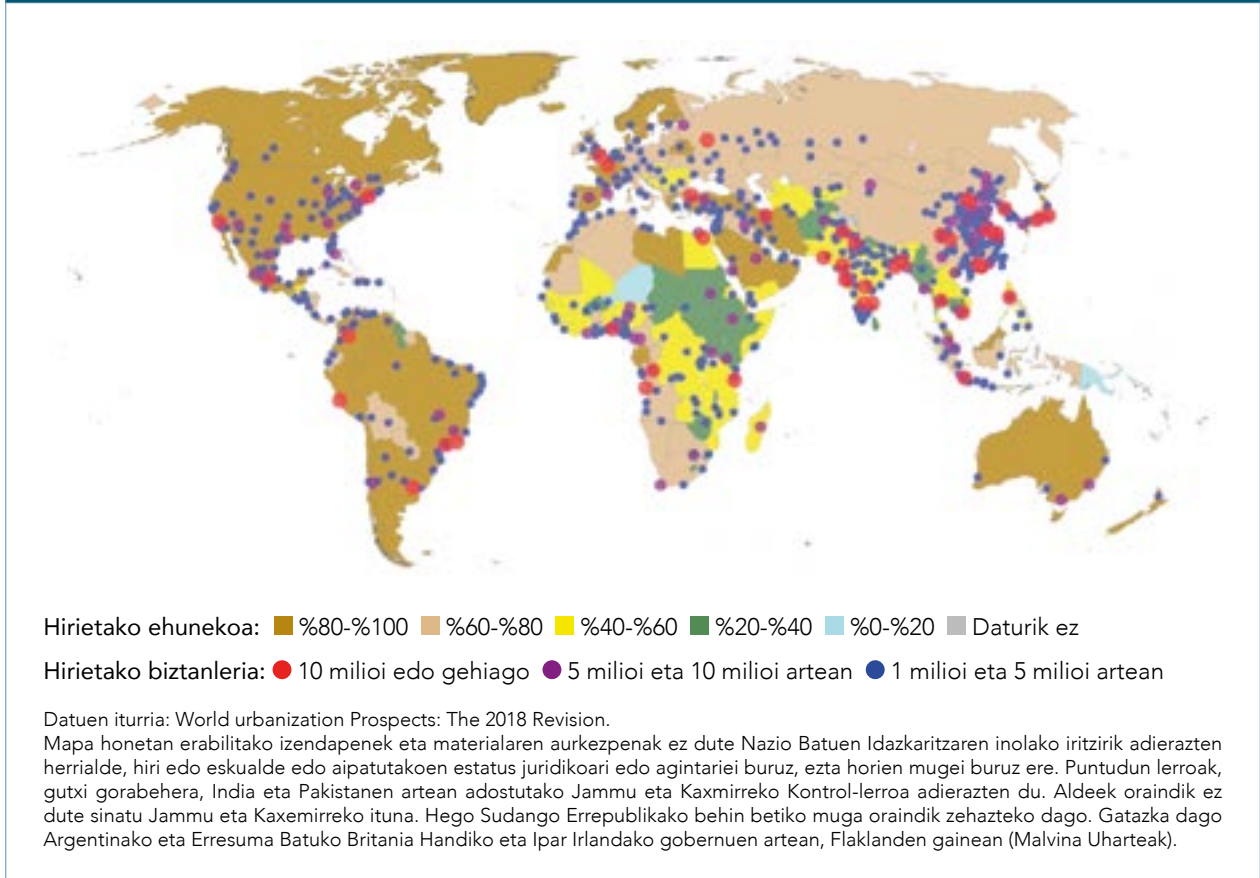 Hirietako ehunekoa: %80-%100 %60-%80 %40-%60 %20-%40 %0-%20 Daturik ez
Hirietako biztanleria: 10 milioi edo gehiago 5 milioi eta 10 milioi artean 1 milioi eta 5 milioi artean
Datuen iturria: World urbanization Prospects: The 2018 Revision.
Mapa honetan erabilitako izendapenek eta materialaren aurkezpenak ez dute Nazio Batuen Idazkaritzaren inolako iritzirik adierazten
herrialde, hiri edo eskualde edo aipatutakoen estatus juridikoari edo agintariei buruz, ezta horien mugei buruz ere. Puntudun lerroak,
gutxi gorabehera, India eta Pakistanen artean adostutako Jammu eta Kaxmirreko Kontrol-lerroa adierazten du. Aldeek oraindik ez
dute sinatu Jammu eta Kaxemirreko ituna. Hego Sudango Errepublikako behin betiko muga oraindik zehazteko dago. Gatazka dago
Argentinako eta Erresuma Batuko Britania Handiko eta Ipar Irlandako gobernuen artean, Flaklanden gainean (Malvina Uharteak).